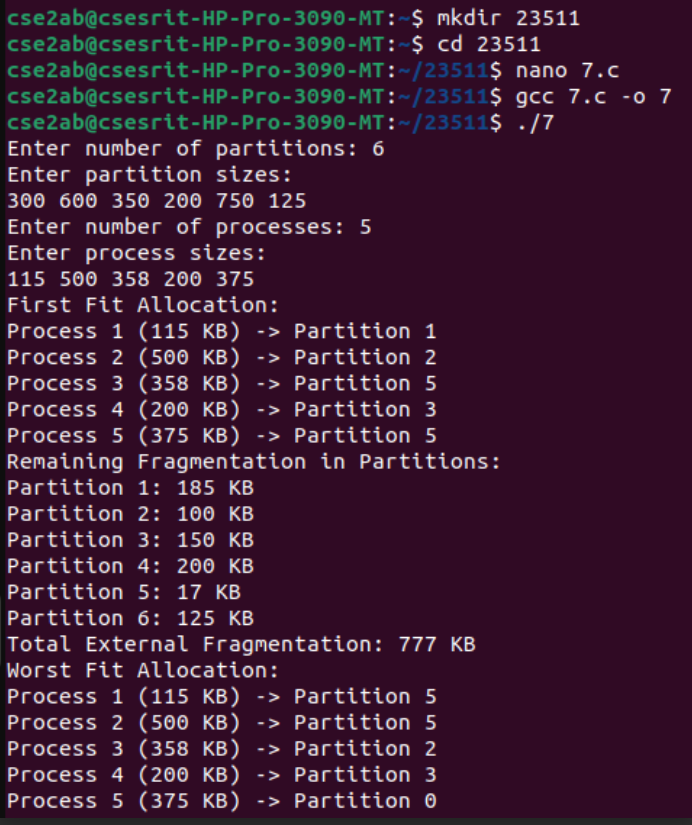 cse2ab@csesrit-HP-Pro-3090-MT:~$ mkdir 23511
cse2ab@csesrit-HP-Pro-3090-MT:~$ cd 23511
cse2ab@csesrit-HP-Pro-3090-MT:~/23511$ nano 7.c
cse2ab@csesrit-HP-Pro-3090-MT:~/23511$ gcc 7.c -o 7
cse2ab@csesrit-HP-Pro-3090-MT:~/23511$ ./7
Enter number of partitions: 6
Enter partition sizes:
300 600 350 200 750 125
Enter number of processes: 5
Enter process sizes:
115 500 358 200 375
First Fit Allocation:
Process 1 (115 KB) -> Partition 1
Process 2 (500 KB) -> Partition 2
Process 3 (358 KB) -> Partition 5
Process 4 (200 KB) -> Partition 3
Process 5 (375 KB) -> Partition 5
Remaining Fragmentation in Partitions:
Partition 1: 185 KB
Partition 2: 100 KB
Partition 3: 150 KB
Partition 4: 200 KB
Partition 5: 17 KB
Partition 6: 125 KB
Total External Fragmentation: 777 KB
Worst Fit Allocation:
Process 1 (115 KB) -> Partition 5
Process 2 (500 KB) -> Partition 5
Process 3 (358 KB) -> Partition 2
Process 4 (200 KB) -> Partition 3
Process 5 (375 KB) -> Partition 0